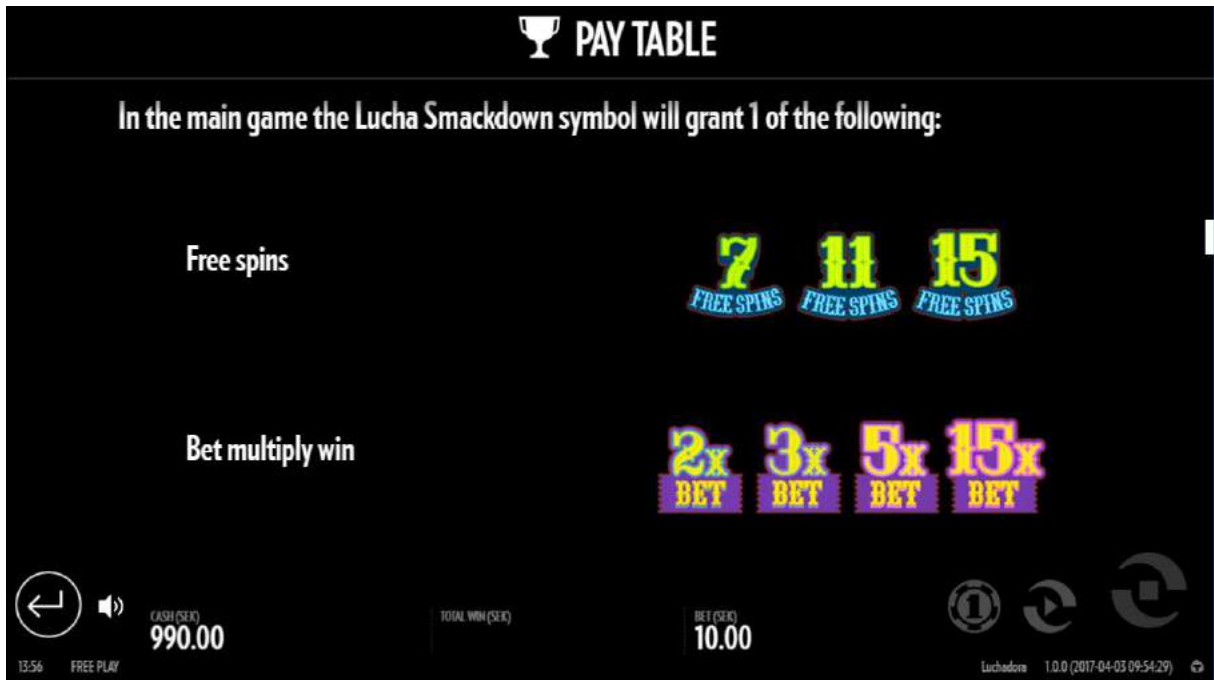 PAY TABLE
In the main game the Lucha Smackdown symbol will grant 1 of the following:
Free spins
7 11 15
FREE SPINS FREE SPINS FREE SPINS
Bet multiply win
2x 3x 5x 15x
BET BET BET BET
CASH (SEK) TOTAL WIN (SEK) BET (SEK)
990.00 10.00
1
13:56 FREE PLAY Luchadora 1.0.0 (2017-04-03 09:54:29)